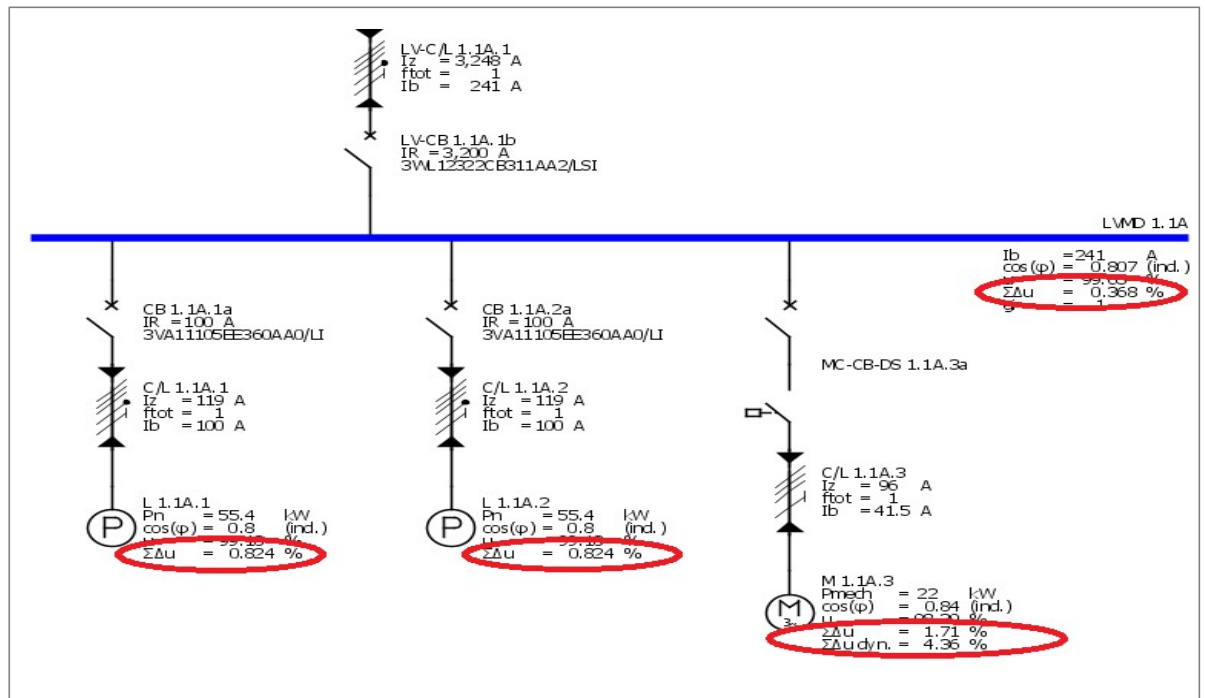 LV-C/L 1.1A.1
Iz = 3,248 A
ftot = 1
Ib = 241 A
LV-CB 1.1A.1b
IR = 3,200 A
3WL12322CB311AA2/LSI
LVMD 1.1A
Ib = 241 A
cos(φ) = 0.807 (ind.)
ΣΔu = 0.368 %
CB 1.1A.1a
IR = 100 A
3VA11105EE360AA0/LI
C/L 1.1A.1
Iz = 119 A
ftot = 1
Ib = 100 A
L 1.1A.1
Pn = 55.4 kW
cos(φ) = 0.8 (ind.)
ΣΔu = 0.824 %
P
CB 1.1A.2a
IR = 100 A
3VA11105EE360AA0/LI
C/L 1.1A.2
Iz = 119 A
ftot = 1
Ib = 100 A
L 1.1A.2
Pn = 55.4 kW
cos(φ) = 0.8 (ind.)
ΣΔu = 0.824 %
P
MC-CB-DS 1.1A.3a
C/L 1.1A.3
Iz = 96 A
ftot = 1
Ib = 41.5 A
M 1.1A.3
Pmech = 22 kW
cos(φ) = 0.84 (ind.)
ΣΔu = 1.71 %
ΣΔu dyn. = 4.36 %
M
3~